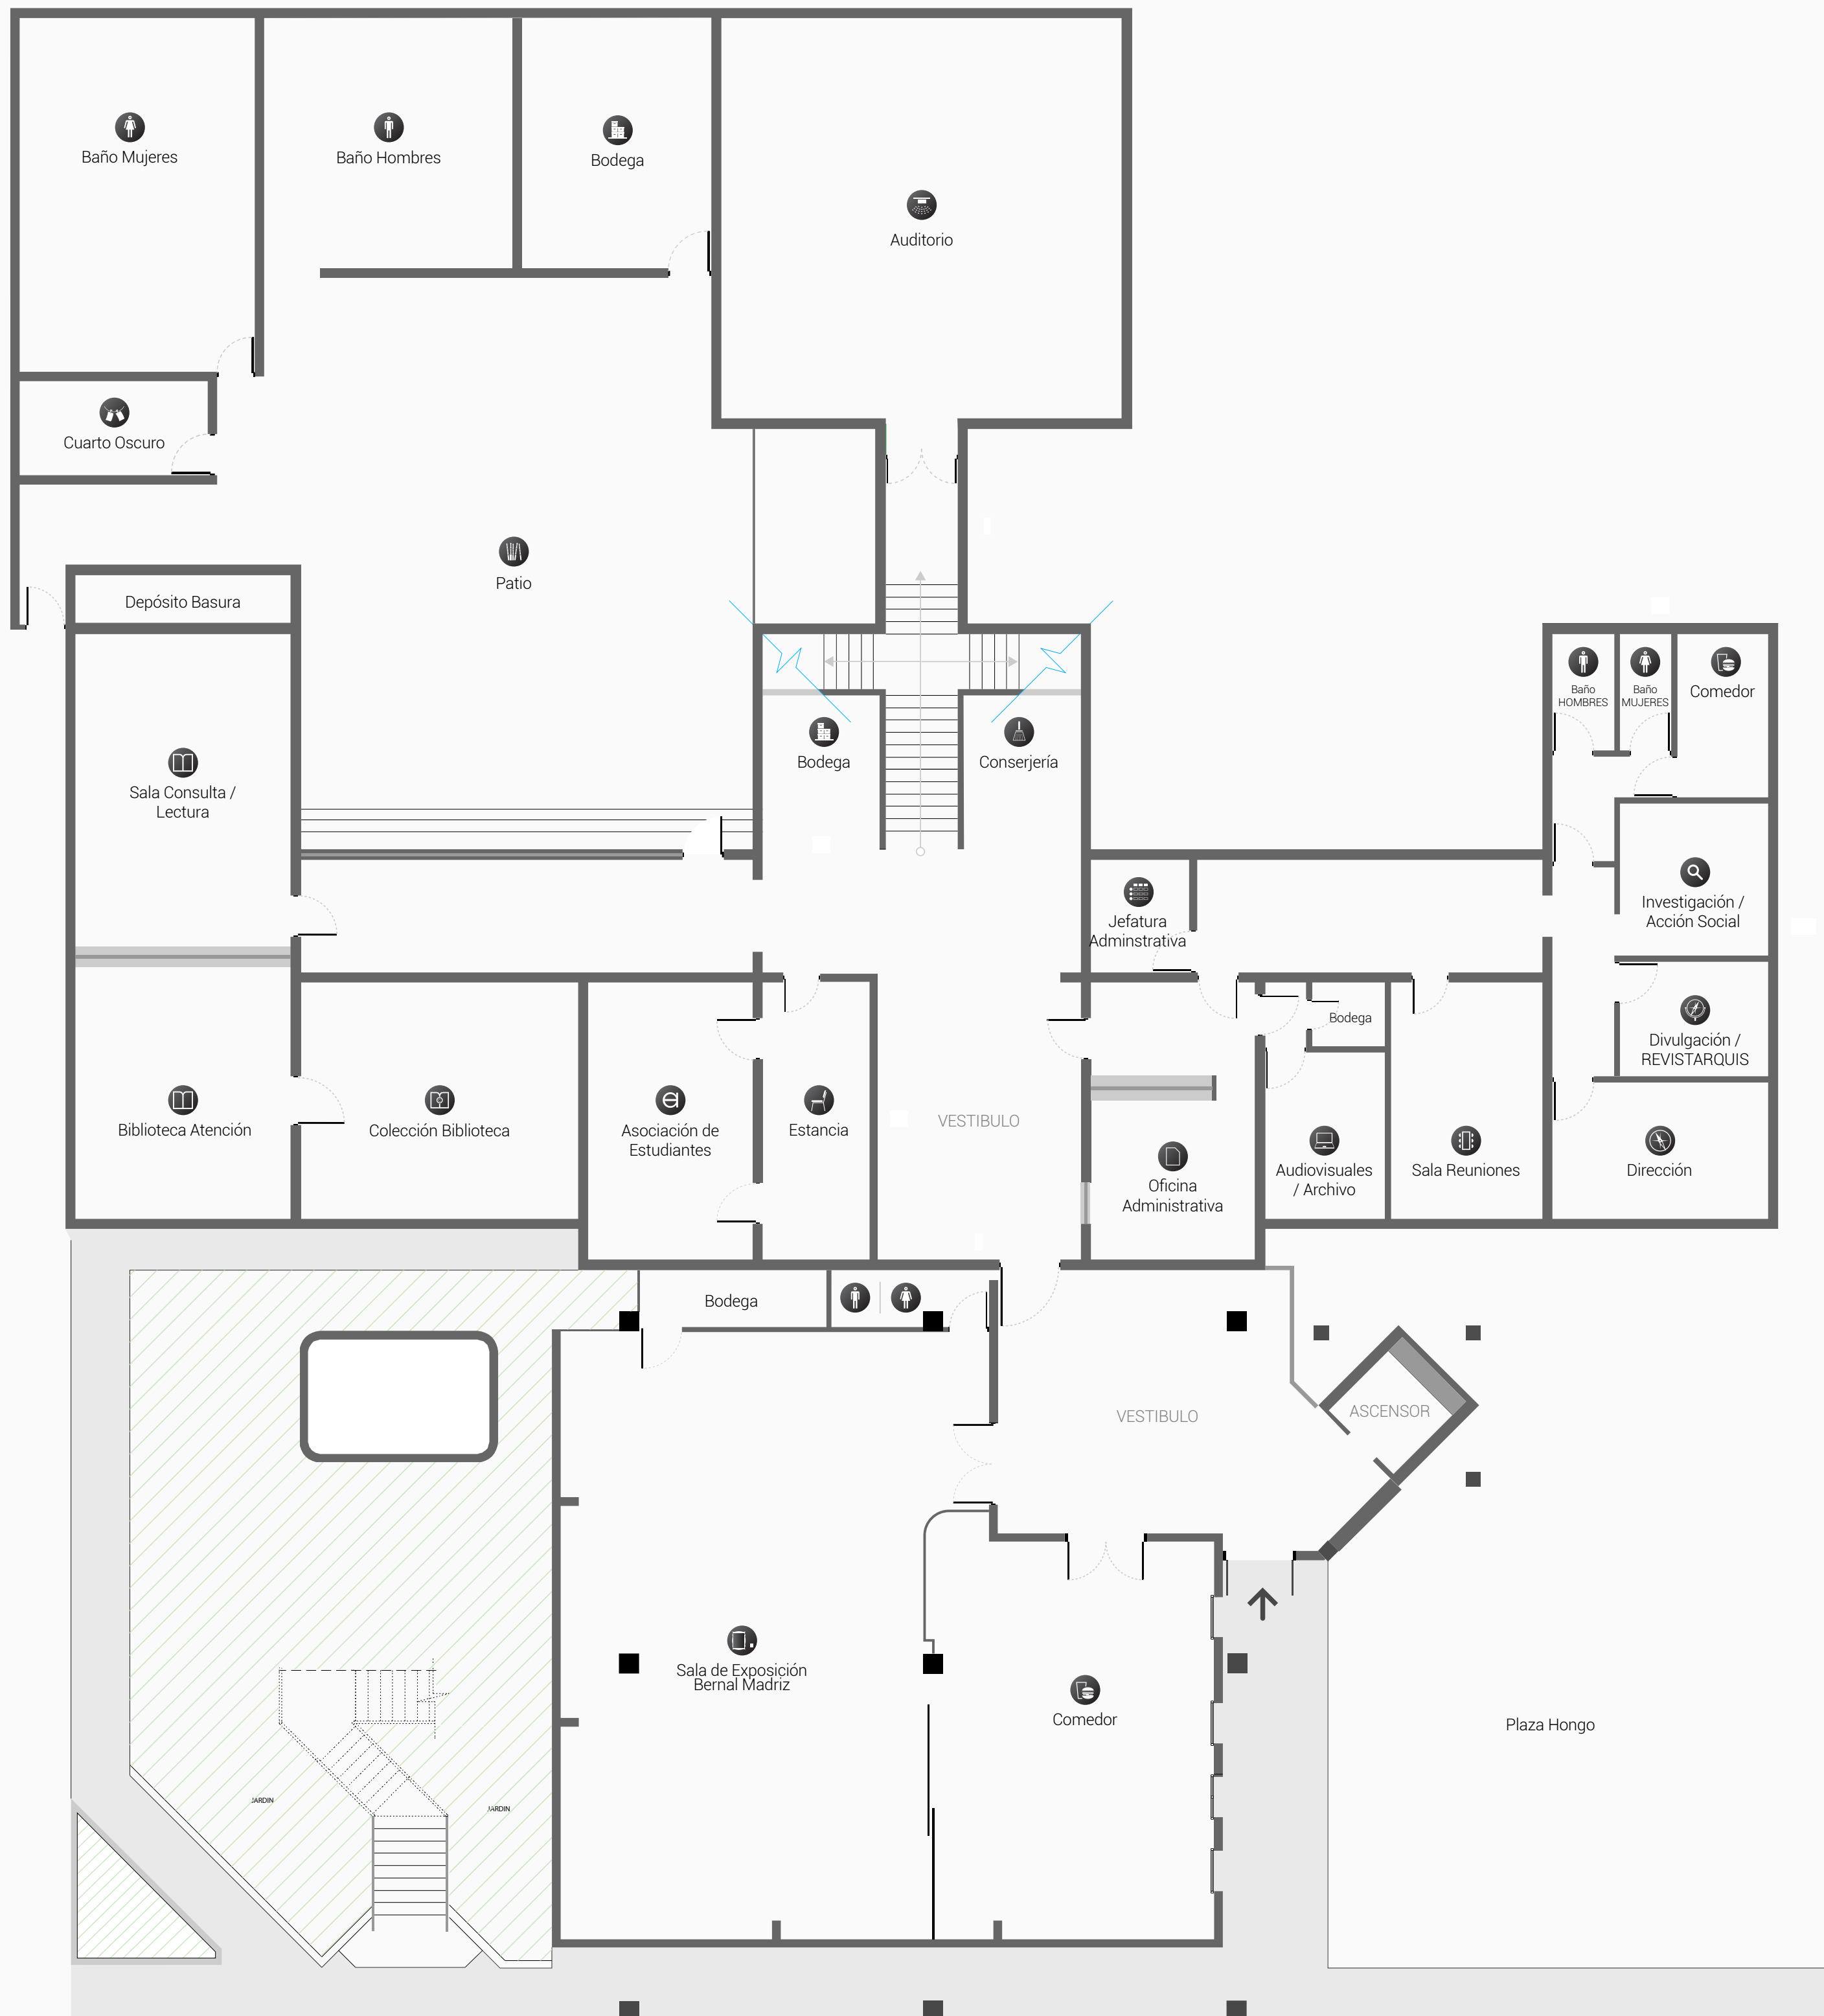 Baño Mujeres
Baño Hombres
Bodega
Auditorio
Cuarto Oscuro
Patio
Depósito Basura
Baño
HOMBRES
Baño
MUJERES
Comedor
Bodega
Conserjería
Sala Consulta /
Lectura
Jefatura
Adminstrativa
Investigación /
Acción Social
Bodega
Divulgación /
REVISTARQUIS
Biblioteca Atención
Colección Biblioteca
Asociación de
Estudiantes
Estancia
VESTIBULO
Oficina
Administrativa
Audiovisuales
/ Archivo
Sala Reuniones
Dirección
Bodega
VESTIBULO
ASCENSOR
Sala de Exposición
Bernal Madriz
Comedor
Plaza Hongo
JARDIN
JARDIN